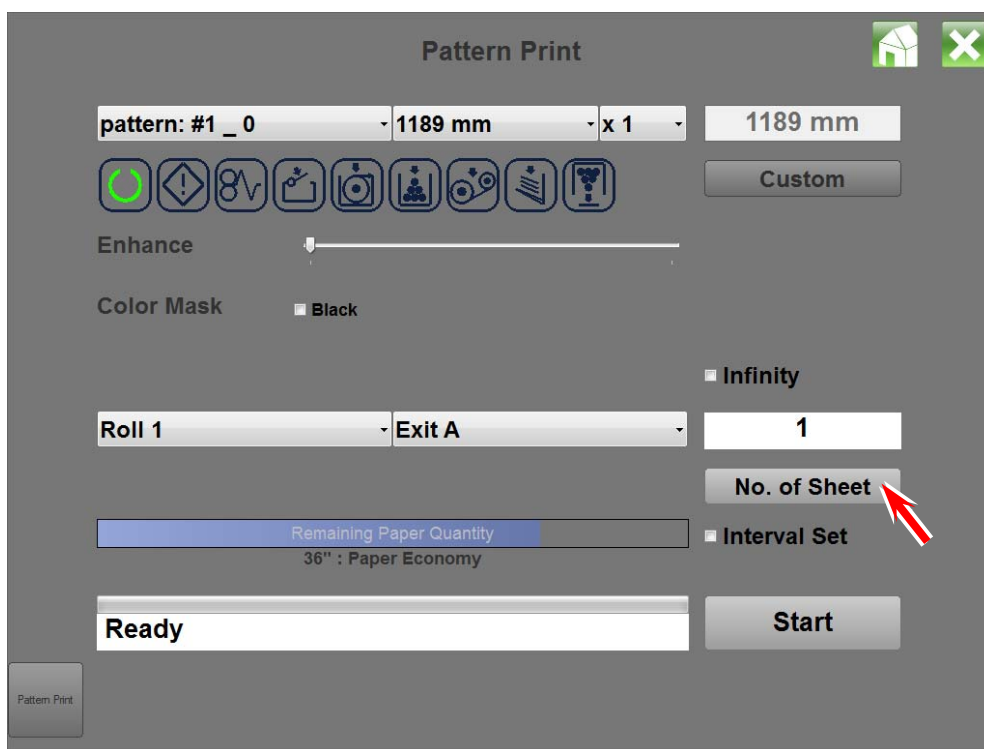 Pattern Print
pattern: #1 _ 0 1189 mm x 1 1189 mm
Custom
Enhance
Color Mask Black
Infinity
Roll 1 Exit A 1
No. of Sheet
Remaining Paper Quantity Interval Set
36" : Paper Economy
Ready Start
Pattern Print